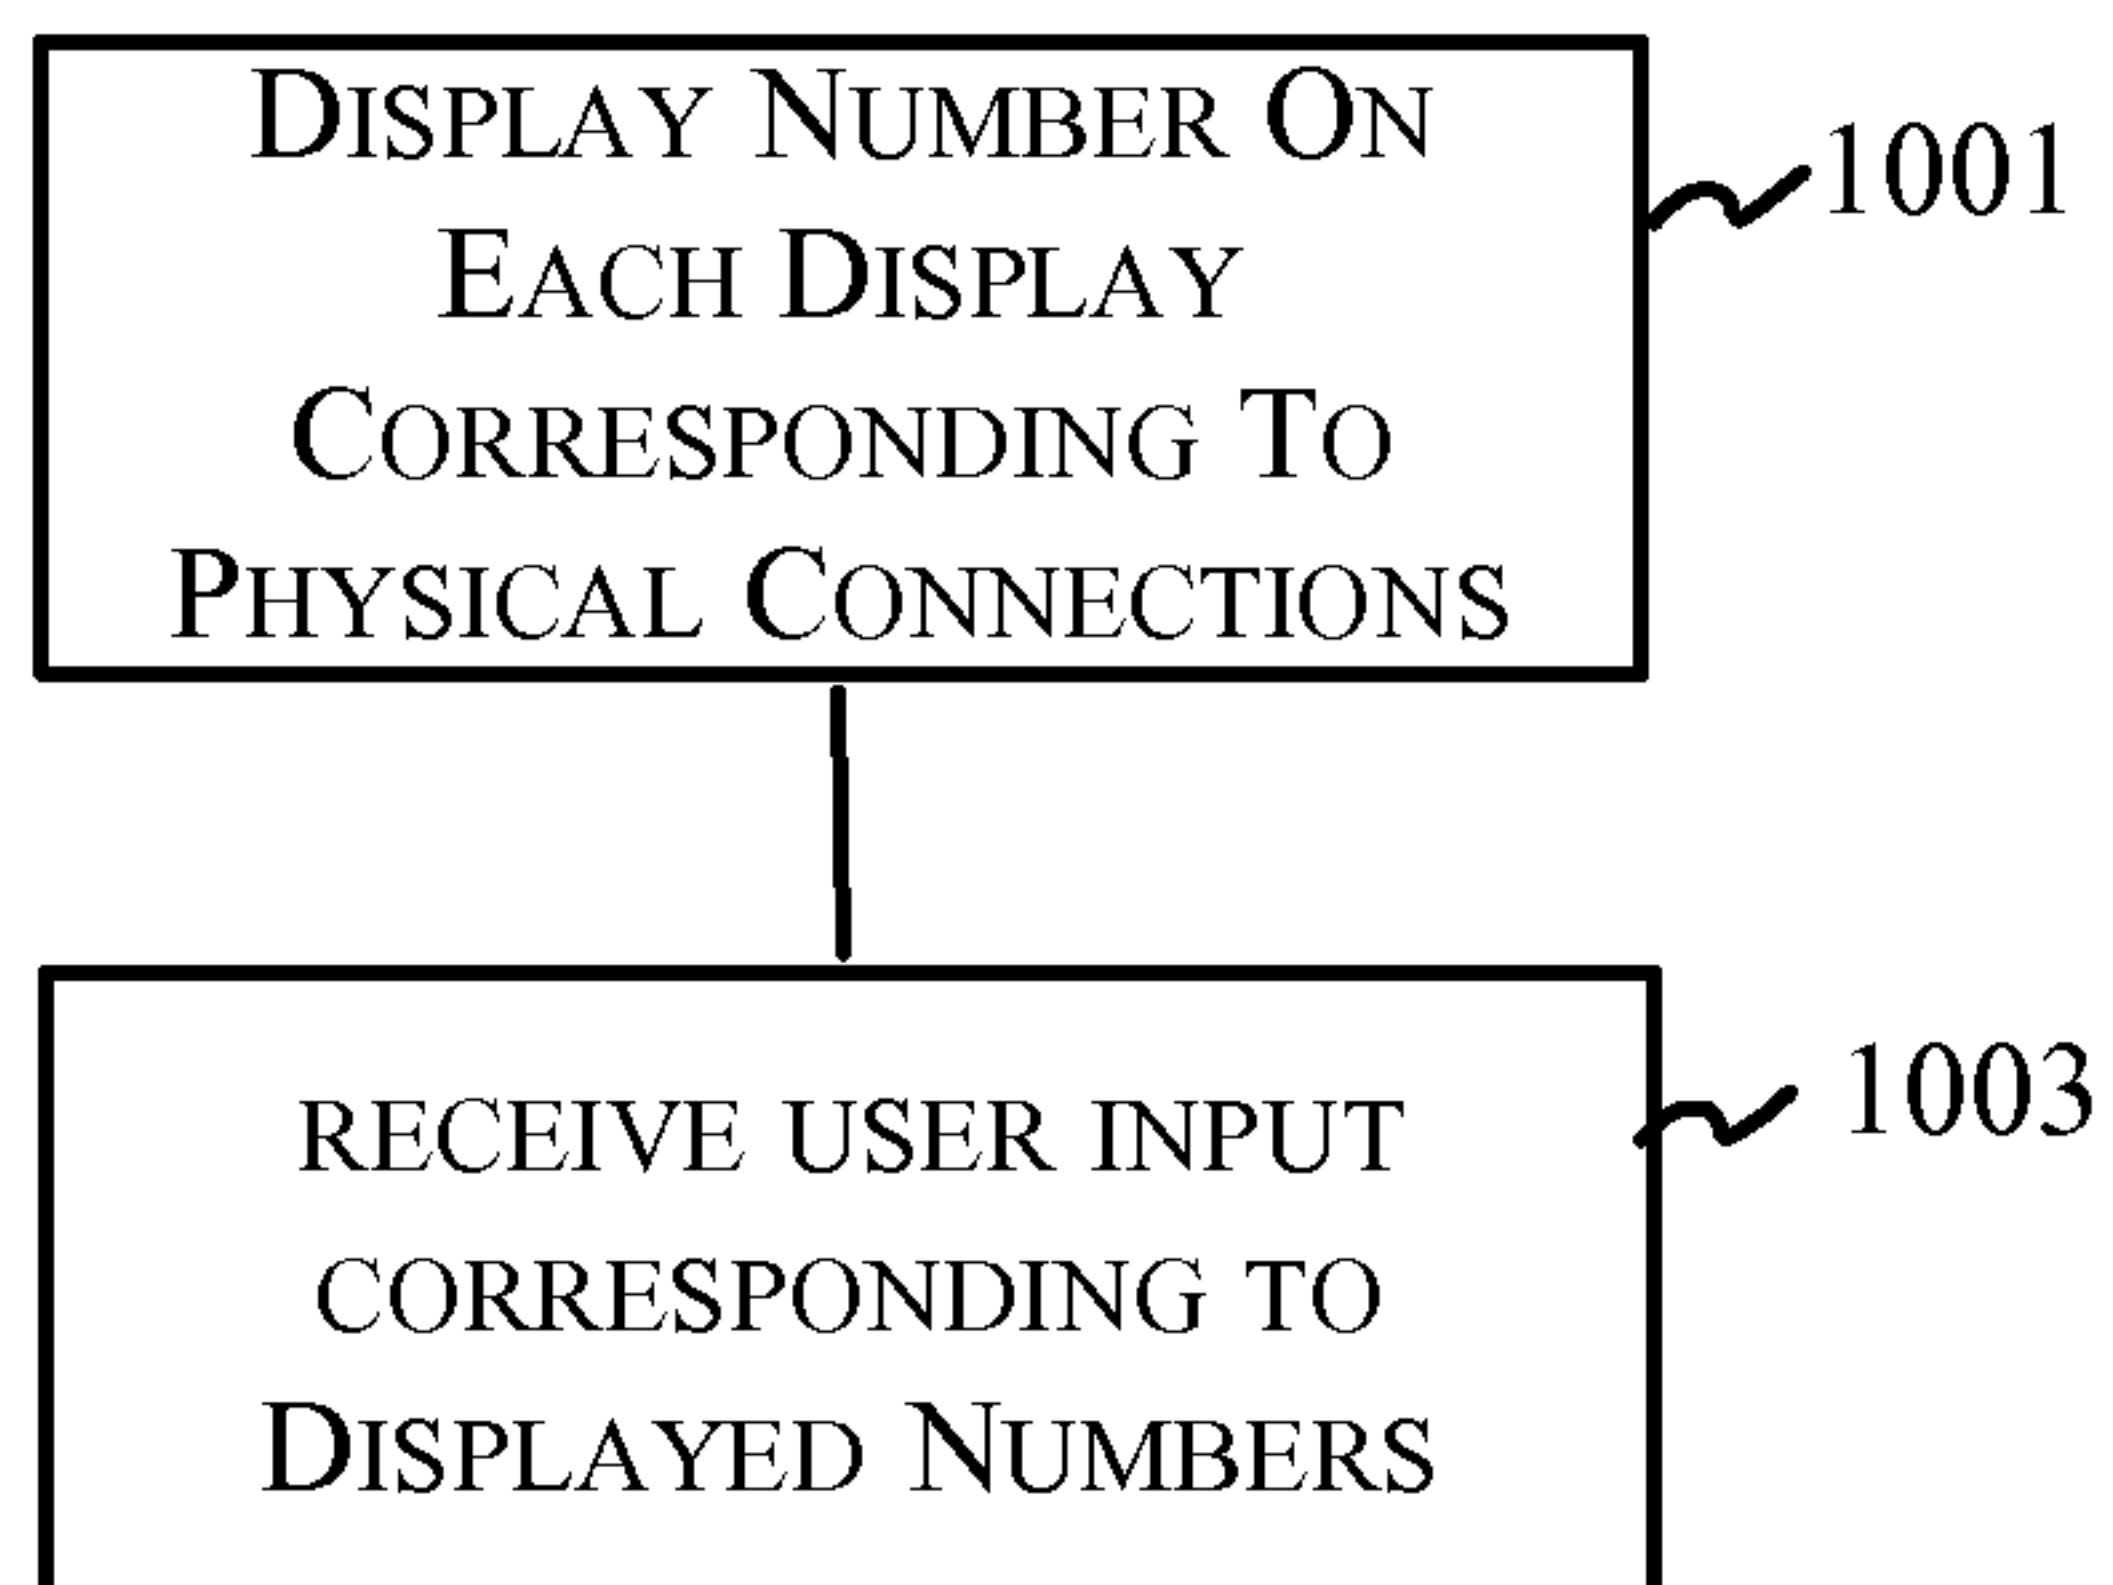 Display Number On
Each Display
Corresponding To
Physical Connections
1001
receive user input
corresponding to
Displayed Numbers
1003